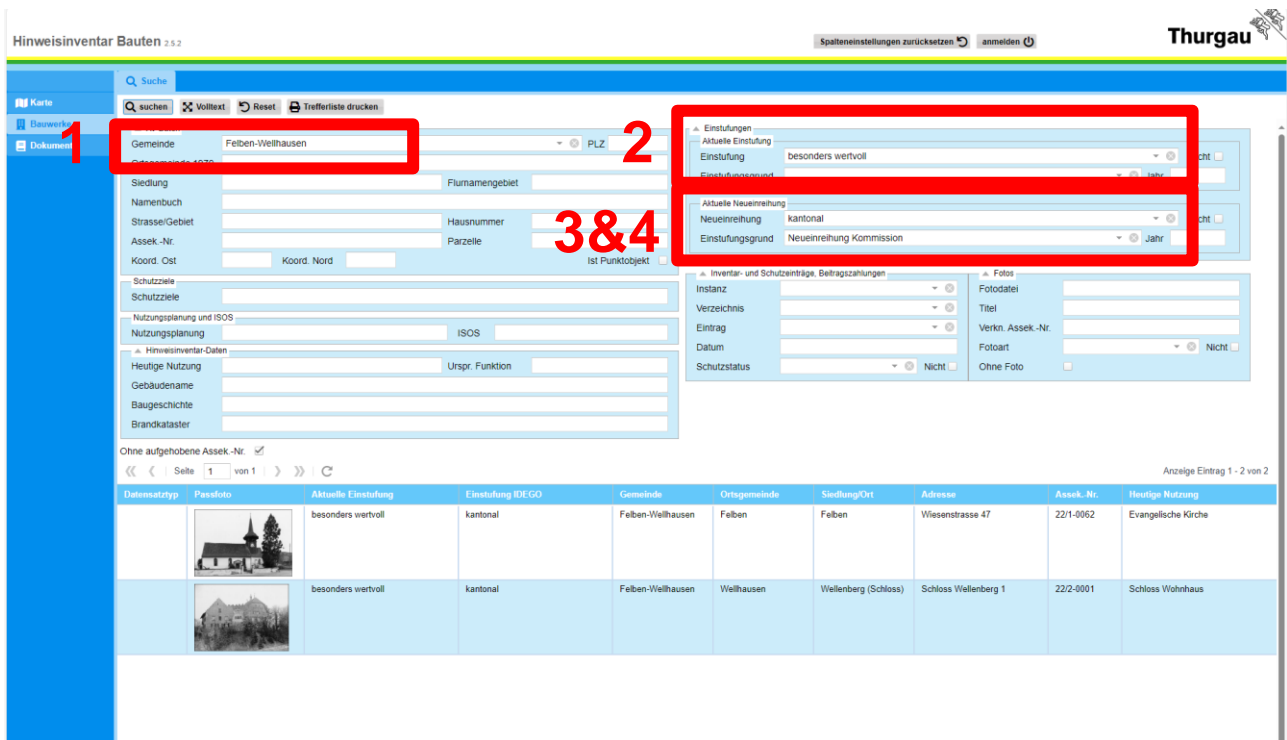 Hinweisinventar Bauten 2.5.2
Spalteneinstellungen zurücksetzen anmelden
Thurgau
Suche
Karte
Bauwerke
Dokument
suchen Volltext Reset Trefferliste drucken
1
Gemeinde Felben-Wellhausen PLZ
Siedlung Flurnamengebiet
Namenbuch
Strasse/Gebiet Hausnummer
Assek.-Nr. Parzelle
Koord. Ost Koord. Nord Ist Punktobjekt
Schutzziele
Schutzziele
Nutzungsplanung und ISOS
Nutzungsplanung ISOS
Hinweisinventar-Daten
Heutige Nutzung Urspr. Funktion
Gebäudename
Baugeschichte
Brandkataster
2
Einstufungen
Aktuelle Einstufung
Einstufung besonders wertvoll
Einstufungsgrund Jahr
3&4
Aktuelle Neueinreihung
Neueinreihung kantonal
Einstufungsgrund Neueinreihung Kommission Jahr
Inventar- und Schutzeinträge, Beitragszahlungen
Instanz
Verzeichnis
Eintrag
Datum
Schutzstatus Nicht
Fotos
Fotodatei
Titel
Verkn. Assek.-Nr.
Fotoart Nicht
Ohne Foto
Ohne aufgehobene Assek.-Nr.
Seite 1 von 1
Anzeige Eintrag 1 - 2 von 2
Datensatztyp Passfoto Aktuelle Einstufung Einstufung IDEGO Gemeinde Ortsgemeinde Siedlung/Ort Adresse Assek.-Nr. Heutige Nutzung
besonders wertvoll kantonal Felben-Wellhausen Felben Felben Wiesenstrasse 47 22/1-0062 Evangelische Kirche
besonders wertvoll kantonal Felben-Wellhausen Wellhausen Wellenberg (Schloss) Schloss Wellenberg 1 22/2-0001 Schloss Wohnhaus